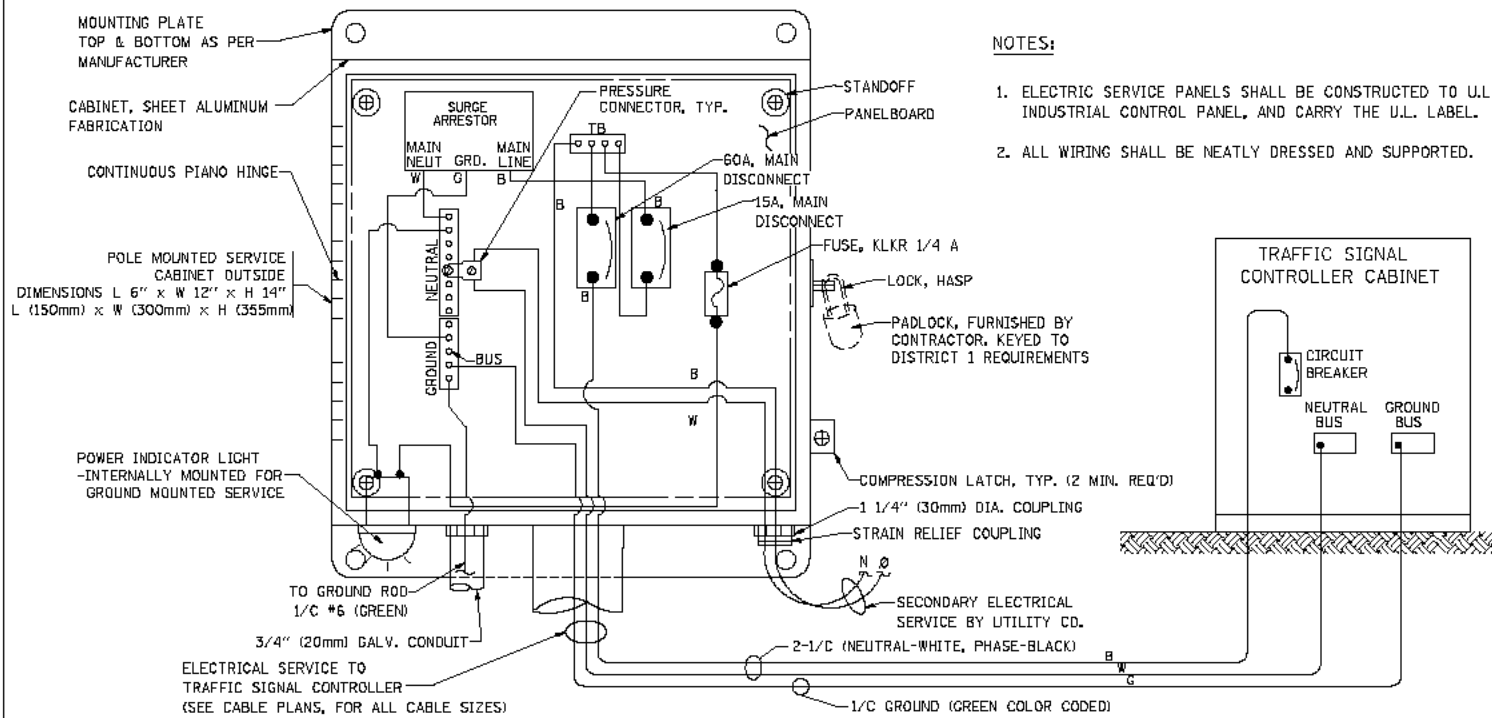 MOUNTING PLATE
TOP & BOTTOM AS PER
MANUFACTURER
CABINET, SHEET ALUMINUM
FABRICATION
CONTINUOUS PIANO HINGE
POLE MOUNTED SERVICE
CABINET OUTSIDE
DIMENSIONS L 6" x W 12" x H 14"
L (150mm) x W (300mm) x H (355mm)
POWER INDICATOR LIGHT
-INTERNALLY MOUNTED FOR
GROUND MOUNTED SERVICE
TO GROUND ROD
1/C #6 (GREEN)
3/4" (20mm) GALV. CONDUIT
ELECTRICAL SERVICE TO
TRAFFIC SIGNAL CONTROLLER
(SEE CABLE PLANS, FOR ALL CABLE SIZES)
SURGE
ARRESTOR
MAIN
NEUT
GRD.
MAIN
LINE
W
G
B
PRESSURE
CONNECTOR, TYP.
TB
NEUTRAL
GROUND
BUS
B
B
B
B
W
STANDOFF
PANELBOARD
60A, MAIN
DISCONNECT
15A, MAIN
DISCONNECT
FUSE, KLKR 1/4 A
LOCK, HASP
PADLOCK, FURNISHED BY
CONTRACTOR. KEYED TO
DISTRICT 1 REQUIREMENTS
COMPRESSION LATCH, TYP. (2 MIN. REQ'D)
1 1/4" (30mm) DIA. COUPLING
STRAIN RELIEF COUPLING
N Ø
SECONDARY ELECTRICAL
SERVICE BY UTILITY CO.
2-1/C (NEUTRAL-WHITE, PHASE-BLACK)
B
W
G
1/C GROUND (GREEN COLOR CODED)
NOTES:
1. ELECTRIC SERVICE PANELS SHALL BE CONSTRUCTED TO U.L
INDUSTRIAL CONTROL PANEL, AND CARRY THE U.L. LABEL.
2. ALL WIRING SHALL BE NEATLY DRESSED AND SUPPORTED.
TRAFFIC SIGNAL
CONTROLLER CABINET
CIRCUIT
BREAKER
NEUTRAL
BUS
GROUND
BUS